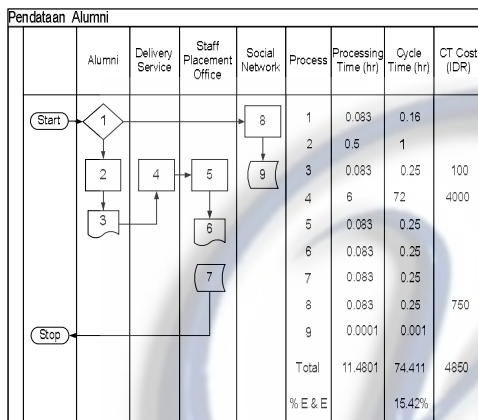 Pendataan Alumni
Alumni
Delivery Service
Staff Placement Office
Social Network
Process
Processing Time (hr)
Cycle Time (hr)
CT Cost (IDR)
Start
1
8
2
4
5
9
3
6
7
Stop
1 0.083 0.16
2 0.5 1
3 0.083 0.25 100
4 6 72 4000
5 0.083 0.25
6 0.083 0.25
7 0.083 0.25
8 0.083 0.25 750
9 0.0001 0.001
Total 11.4801 74.411 4850
% E & E 15.42%